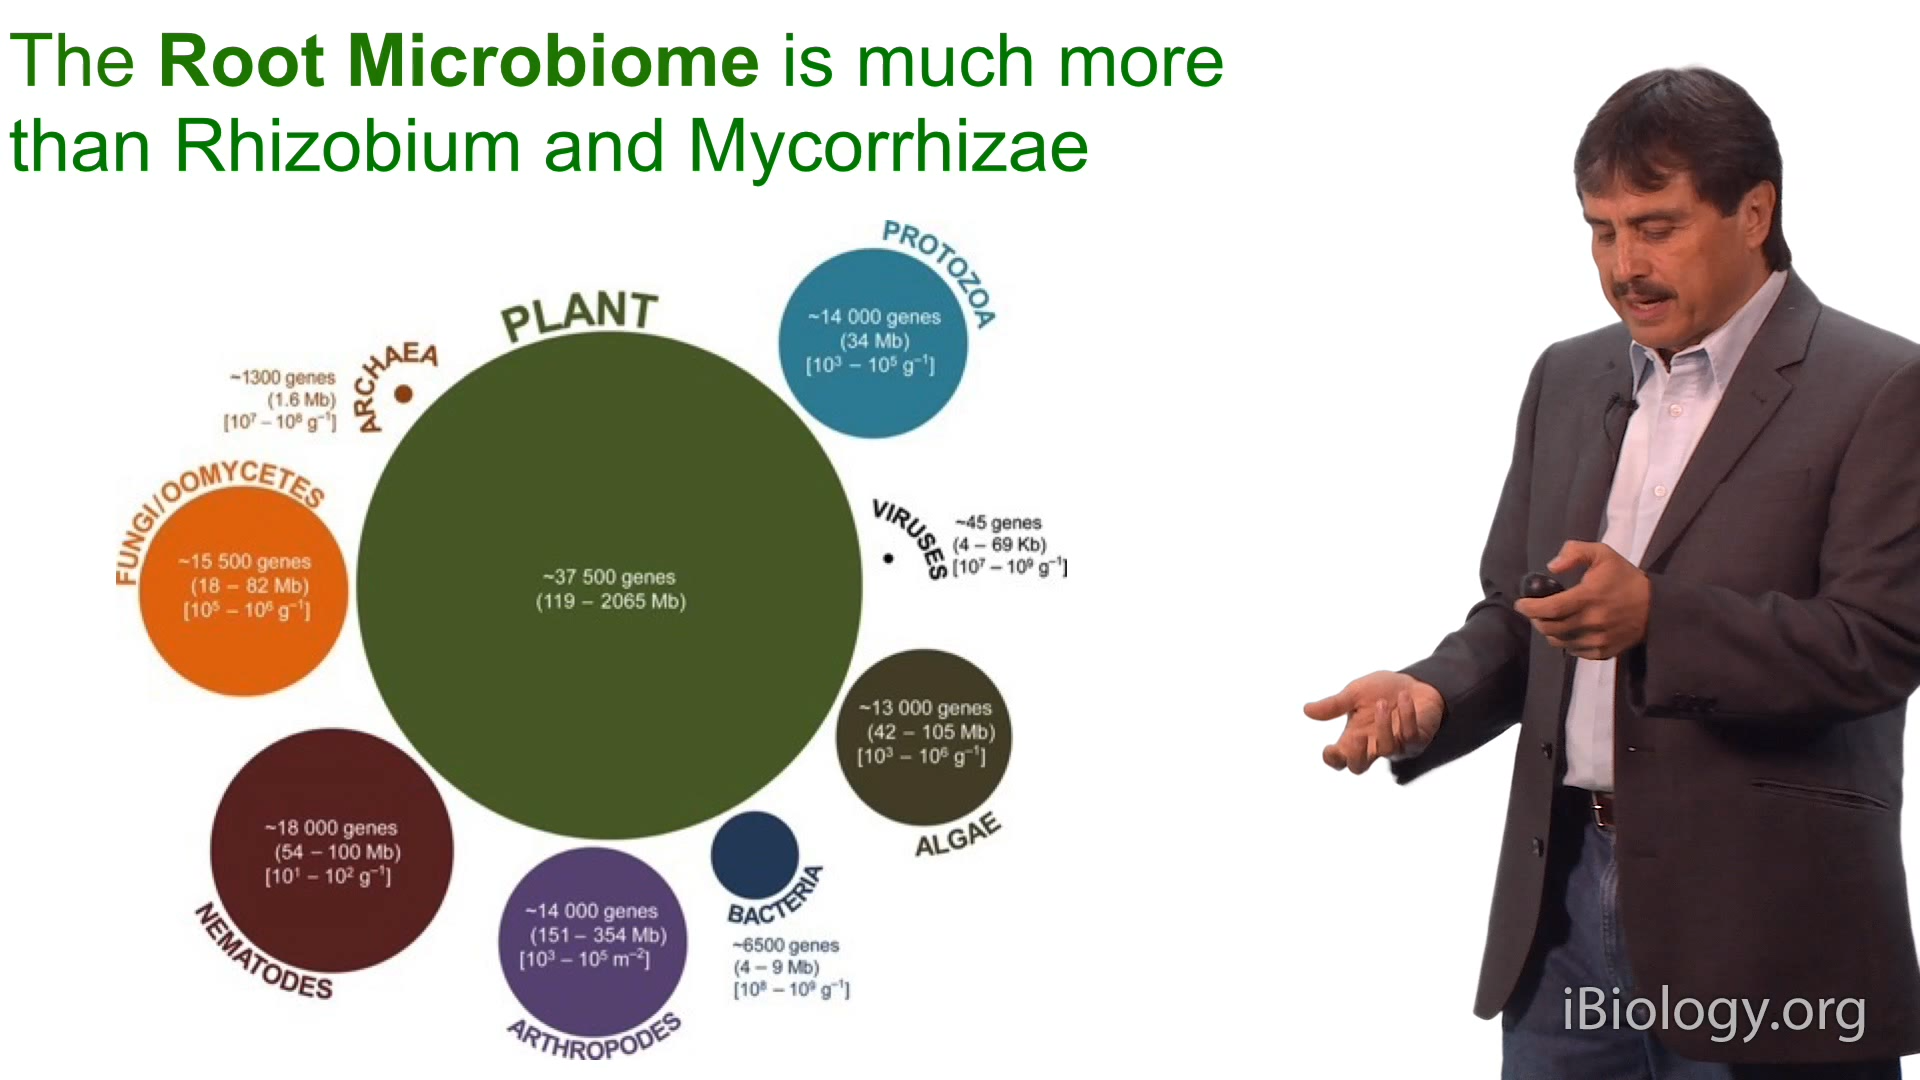 The Root Microbiome is much more
than Rhizobium and Mycorrhizae
PROTOZOA
~14 000 genes
(34 Mb)
[10³ – 10⁵ g⁻¹]
PLANT
~37 500 genes
(119 – 2065 Mb)
ARCHAEA
~1300 genes
(1.6 Mb)
[10⁷ – 10⁸ g⁻¹]
FUNGI/OOMYCETES
~15 500 genes
(18 – 82 Mb)
[10⁵ – 10⁶ g⁻¹]
VIRUSES
~45 genes
(4 – 69 Kb)
[10⁷ – 10⁹ g⁻¹]
~13 000 genes
(42 – 105 Mb)
[10³ – 10⁶ g⁻¹]
ALGAE
~18 000 genes
(54 – 100 Mb)
[10¹ – 10² g⁻¹]
NEMATODES
~14 000 genes
(151 – 354 Mb)
[10³ – 10⁵ m⁻²]
ARTHROPODES
BACTERIA
~6500 genes
(4 – 9 Mb)
[10⁸ – 10⁹ g⁻¹]
iBiology.org